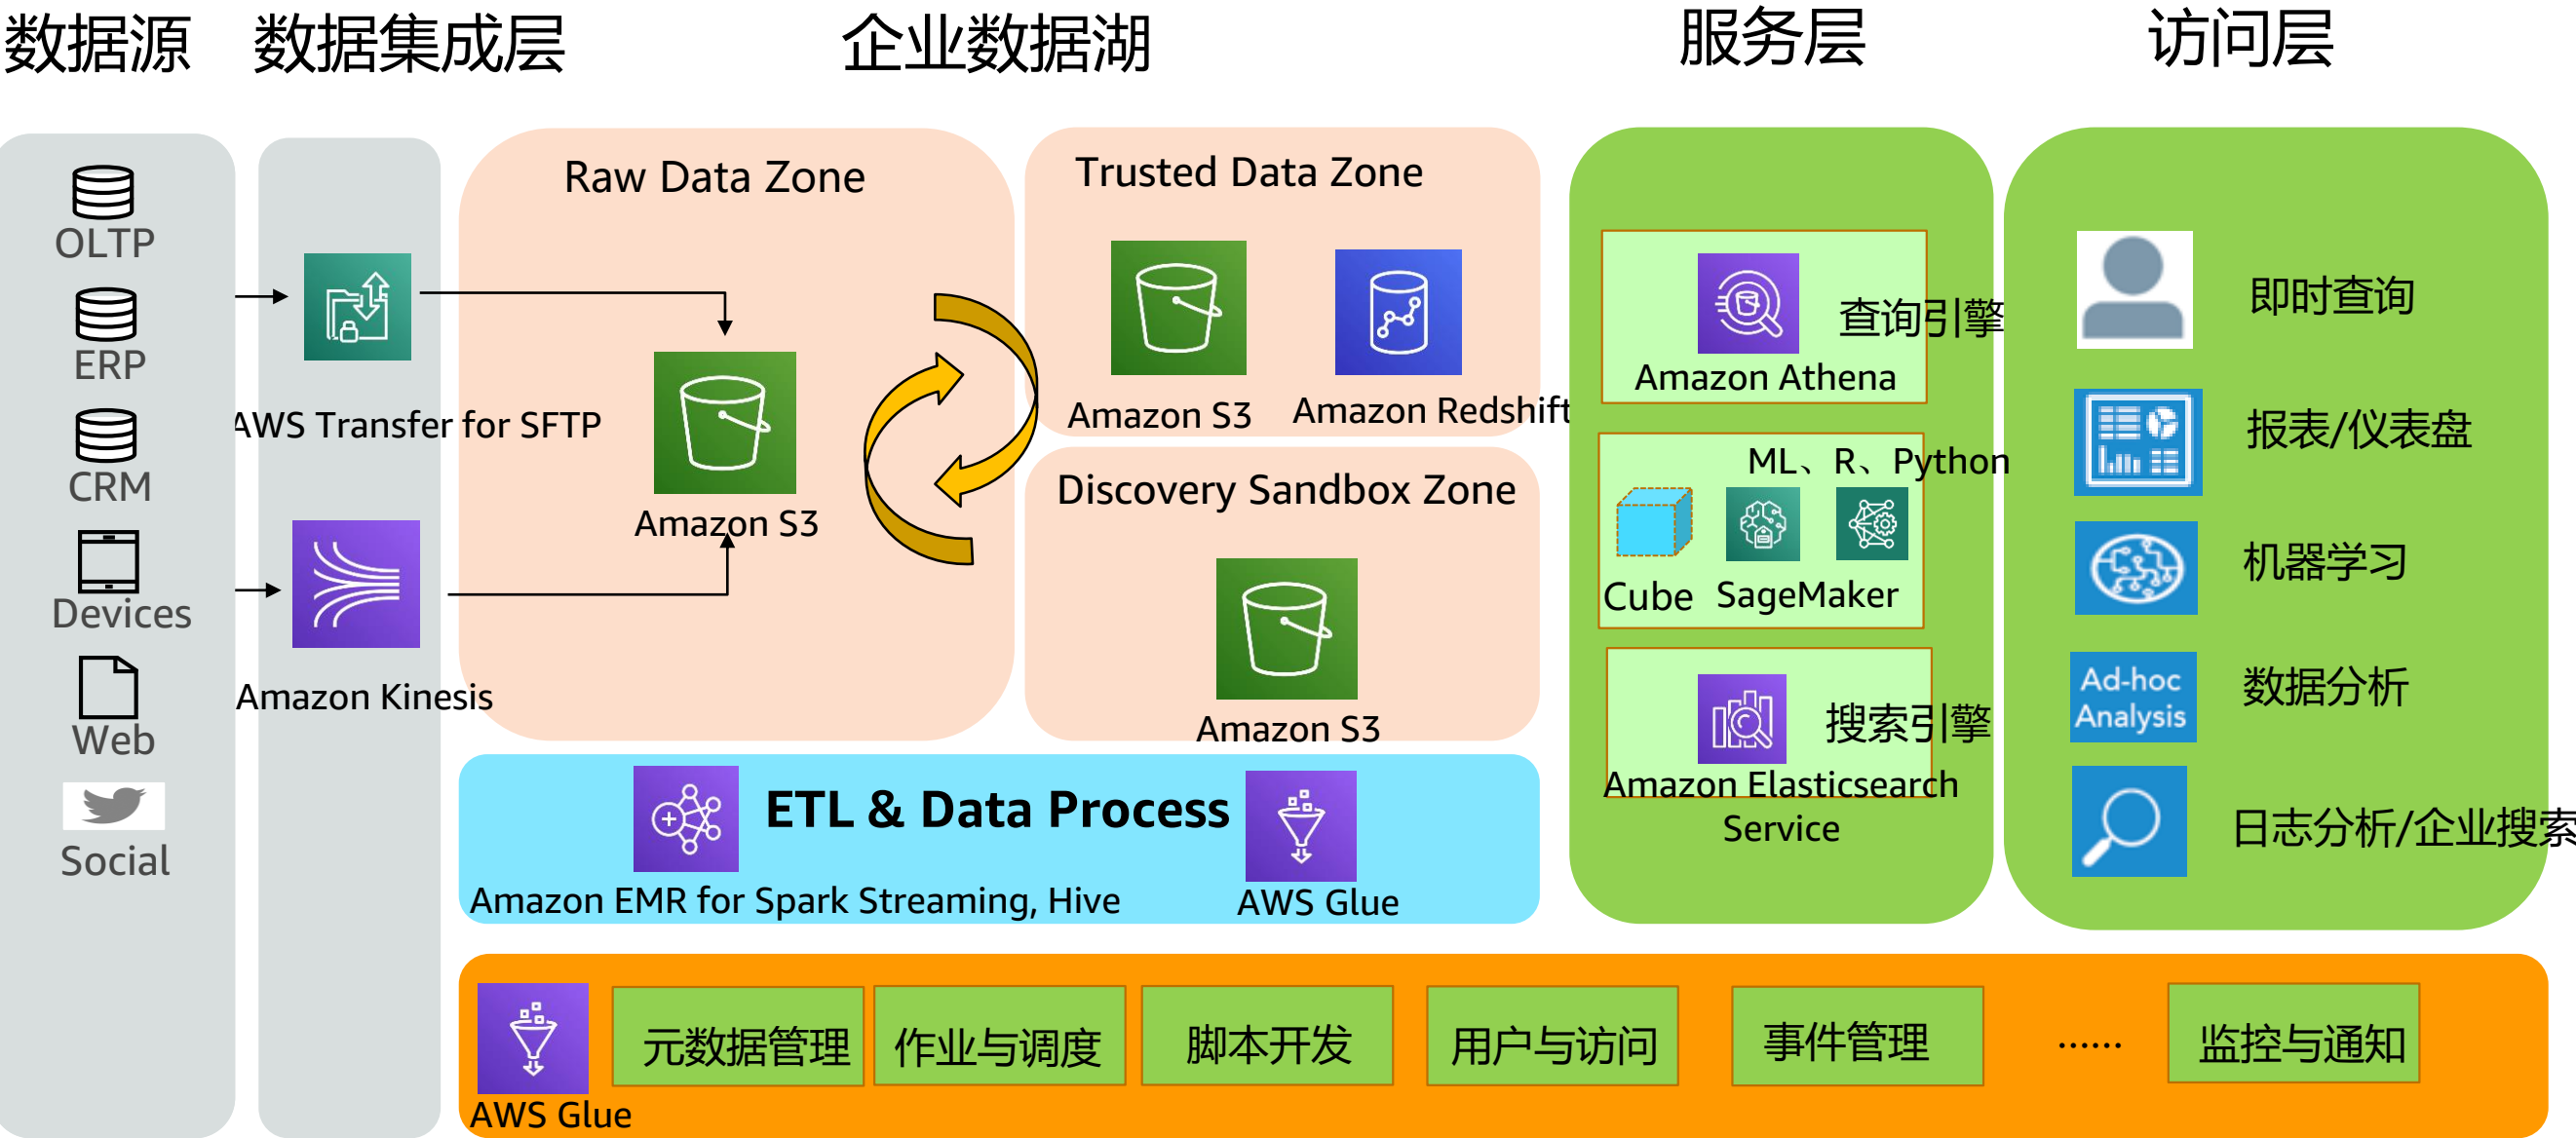 数据源
数据集成层
企业数据湖
服务层
访问层
OLTP
ERP
CRM
Devices
Web
Social
AWS Transfer for SFTP
Amazon Kinesis
Raw Data Zone
Amazon S3
Trusted Data Zone
Amazon S3
Amazon Redshift
Discovery Sandbox Zone
Amazon S3
ETL & Data Process
Amazon EMR for Spark Streaming, Hive
AWS Glue
查询引擎
Amazon Athena
ML、R、Python
Cube
SageMaker
搜索引擎
Amazon Elasticsearch
Service
即时查询
报表/仪表盘
机器学习
Ad-hoc
Analysis
数据分析
日志分析/企业搜索
AWS Glue
元数据管理
作业与调度
脚本开发
用户与访问
事件管理
......
监控与通知